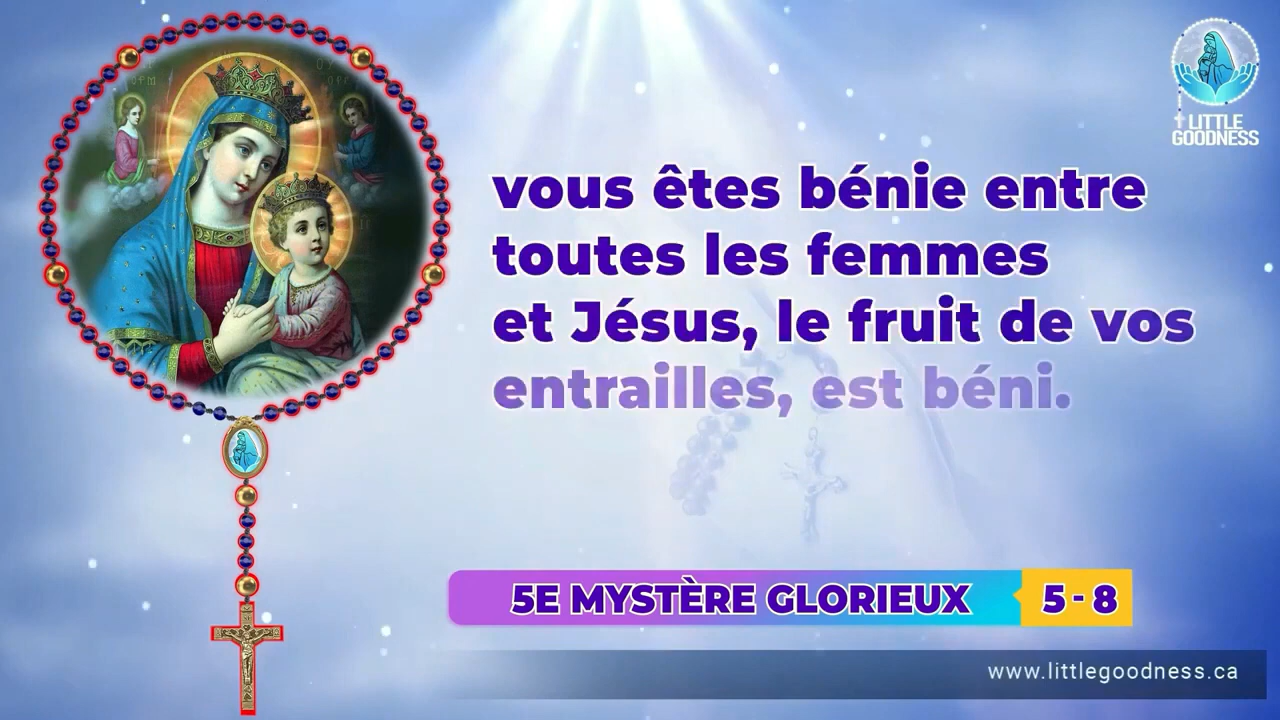 LITTLE
GOODNESS
vous êtes bénie entre
toutes les femmes
et Jésus, le fruit de vos
entrailles, est béni.
5E MYSTÈRE GLORIEUX 5 - 8
www.littlegoodness.ca